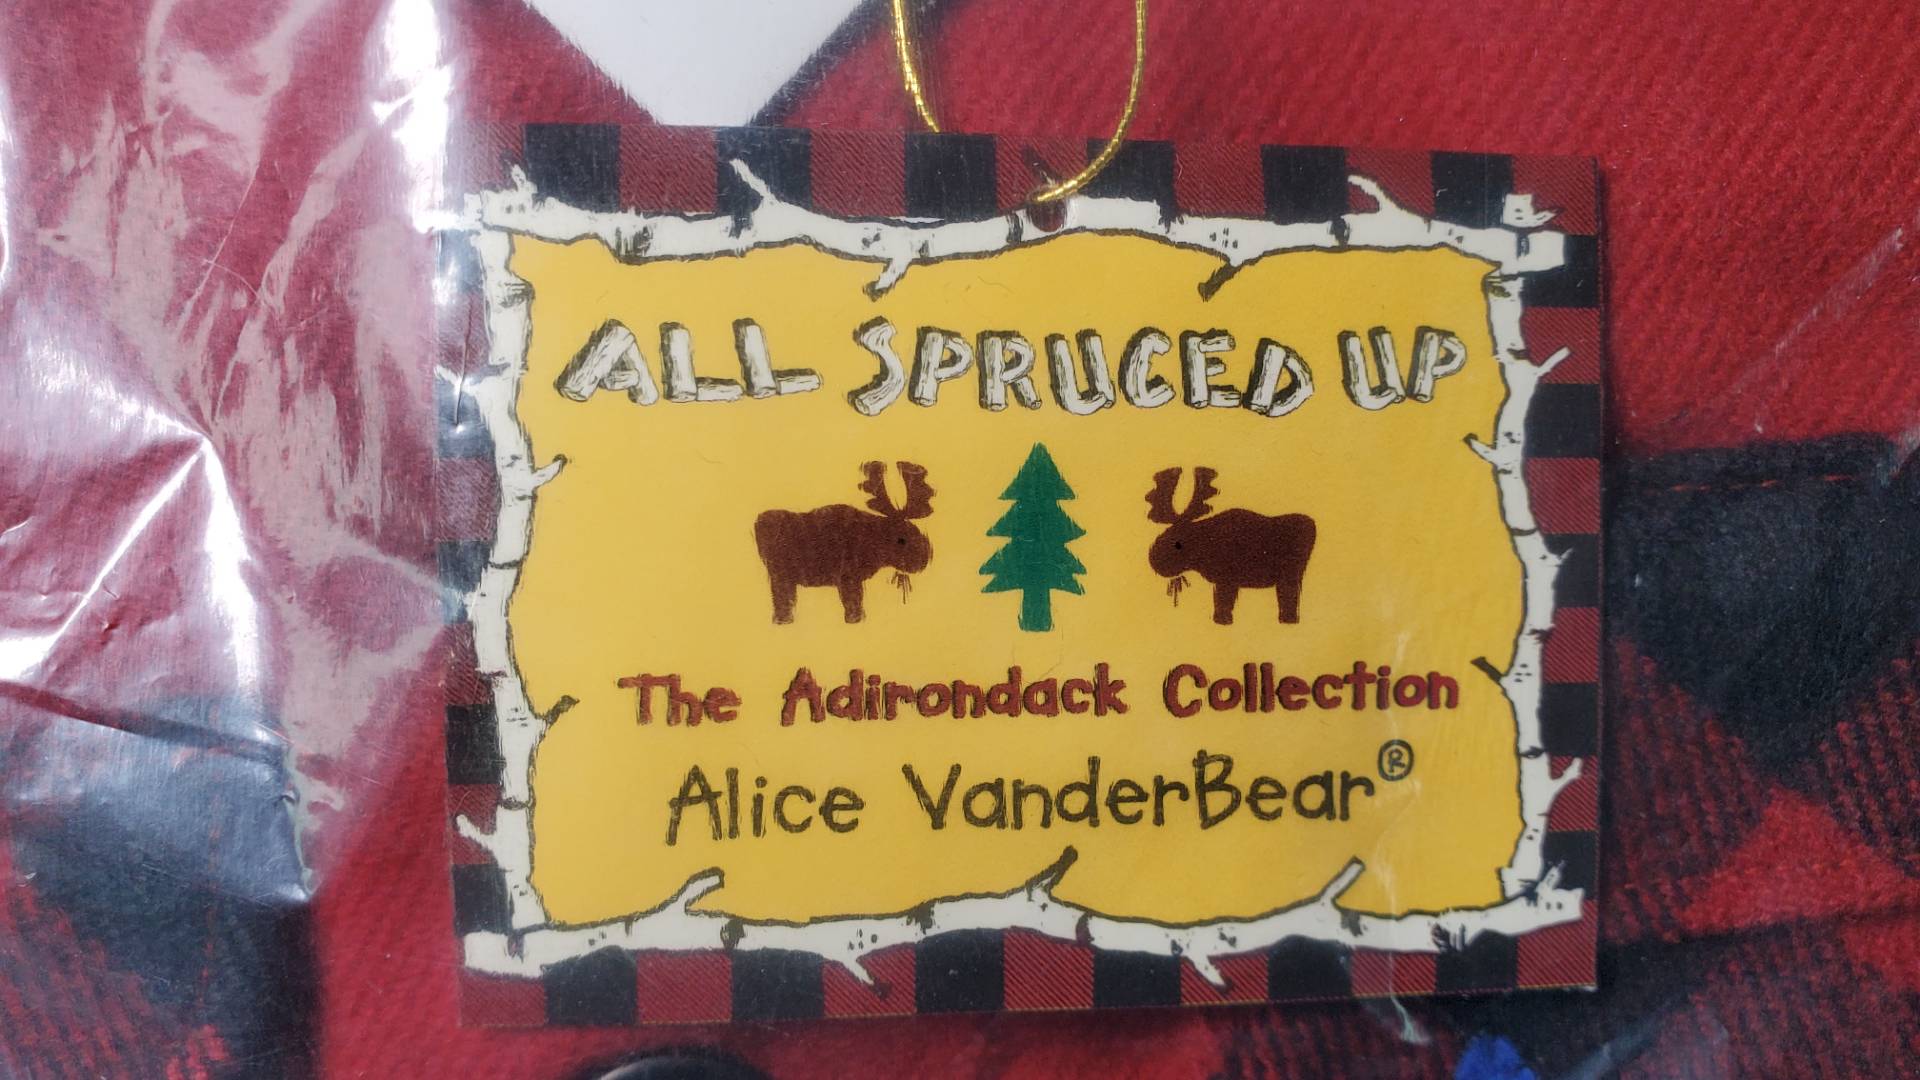 ALL SPRUCED UP
The Adirondack Collection
Alice VanderBear®